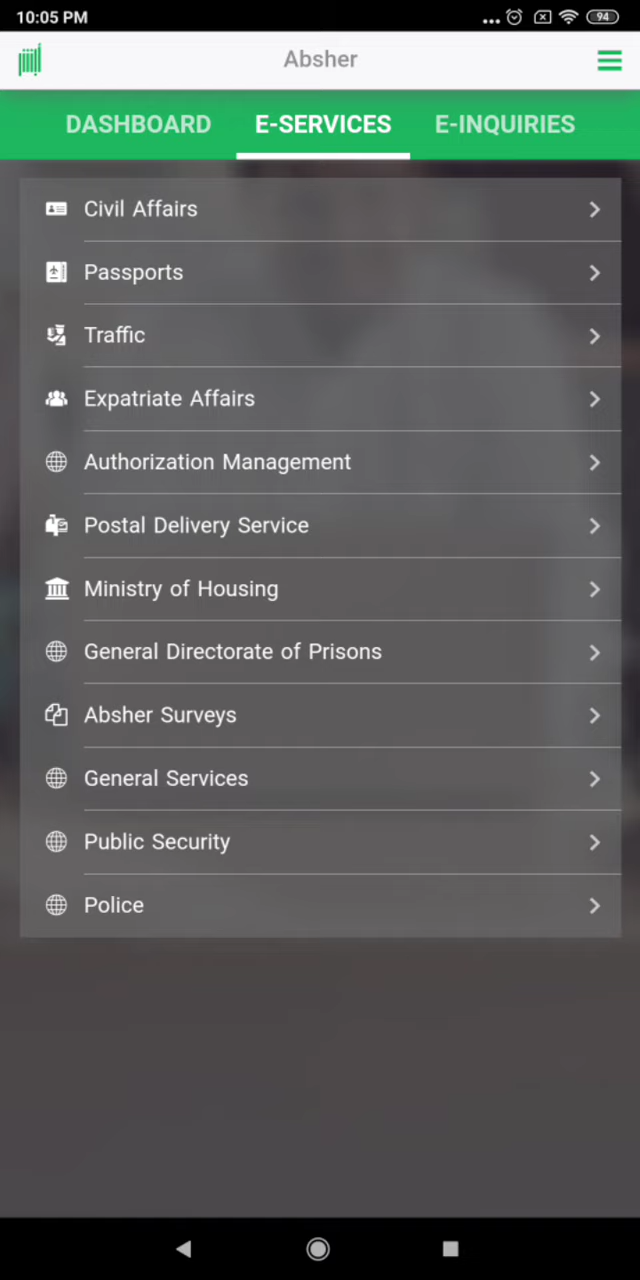 10:05 PM
94
Absher
DASHBOARD E-SERVICES E-INQUIRIES
Civil Affairs
Passports
Traffic
Expatriate Affairs
Authorization Management
Postal Delivery Service
Ministry of Housing
General Directorate of Prisons
Absher Surveys
General Services
Public Security
Police